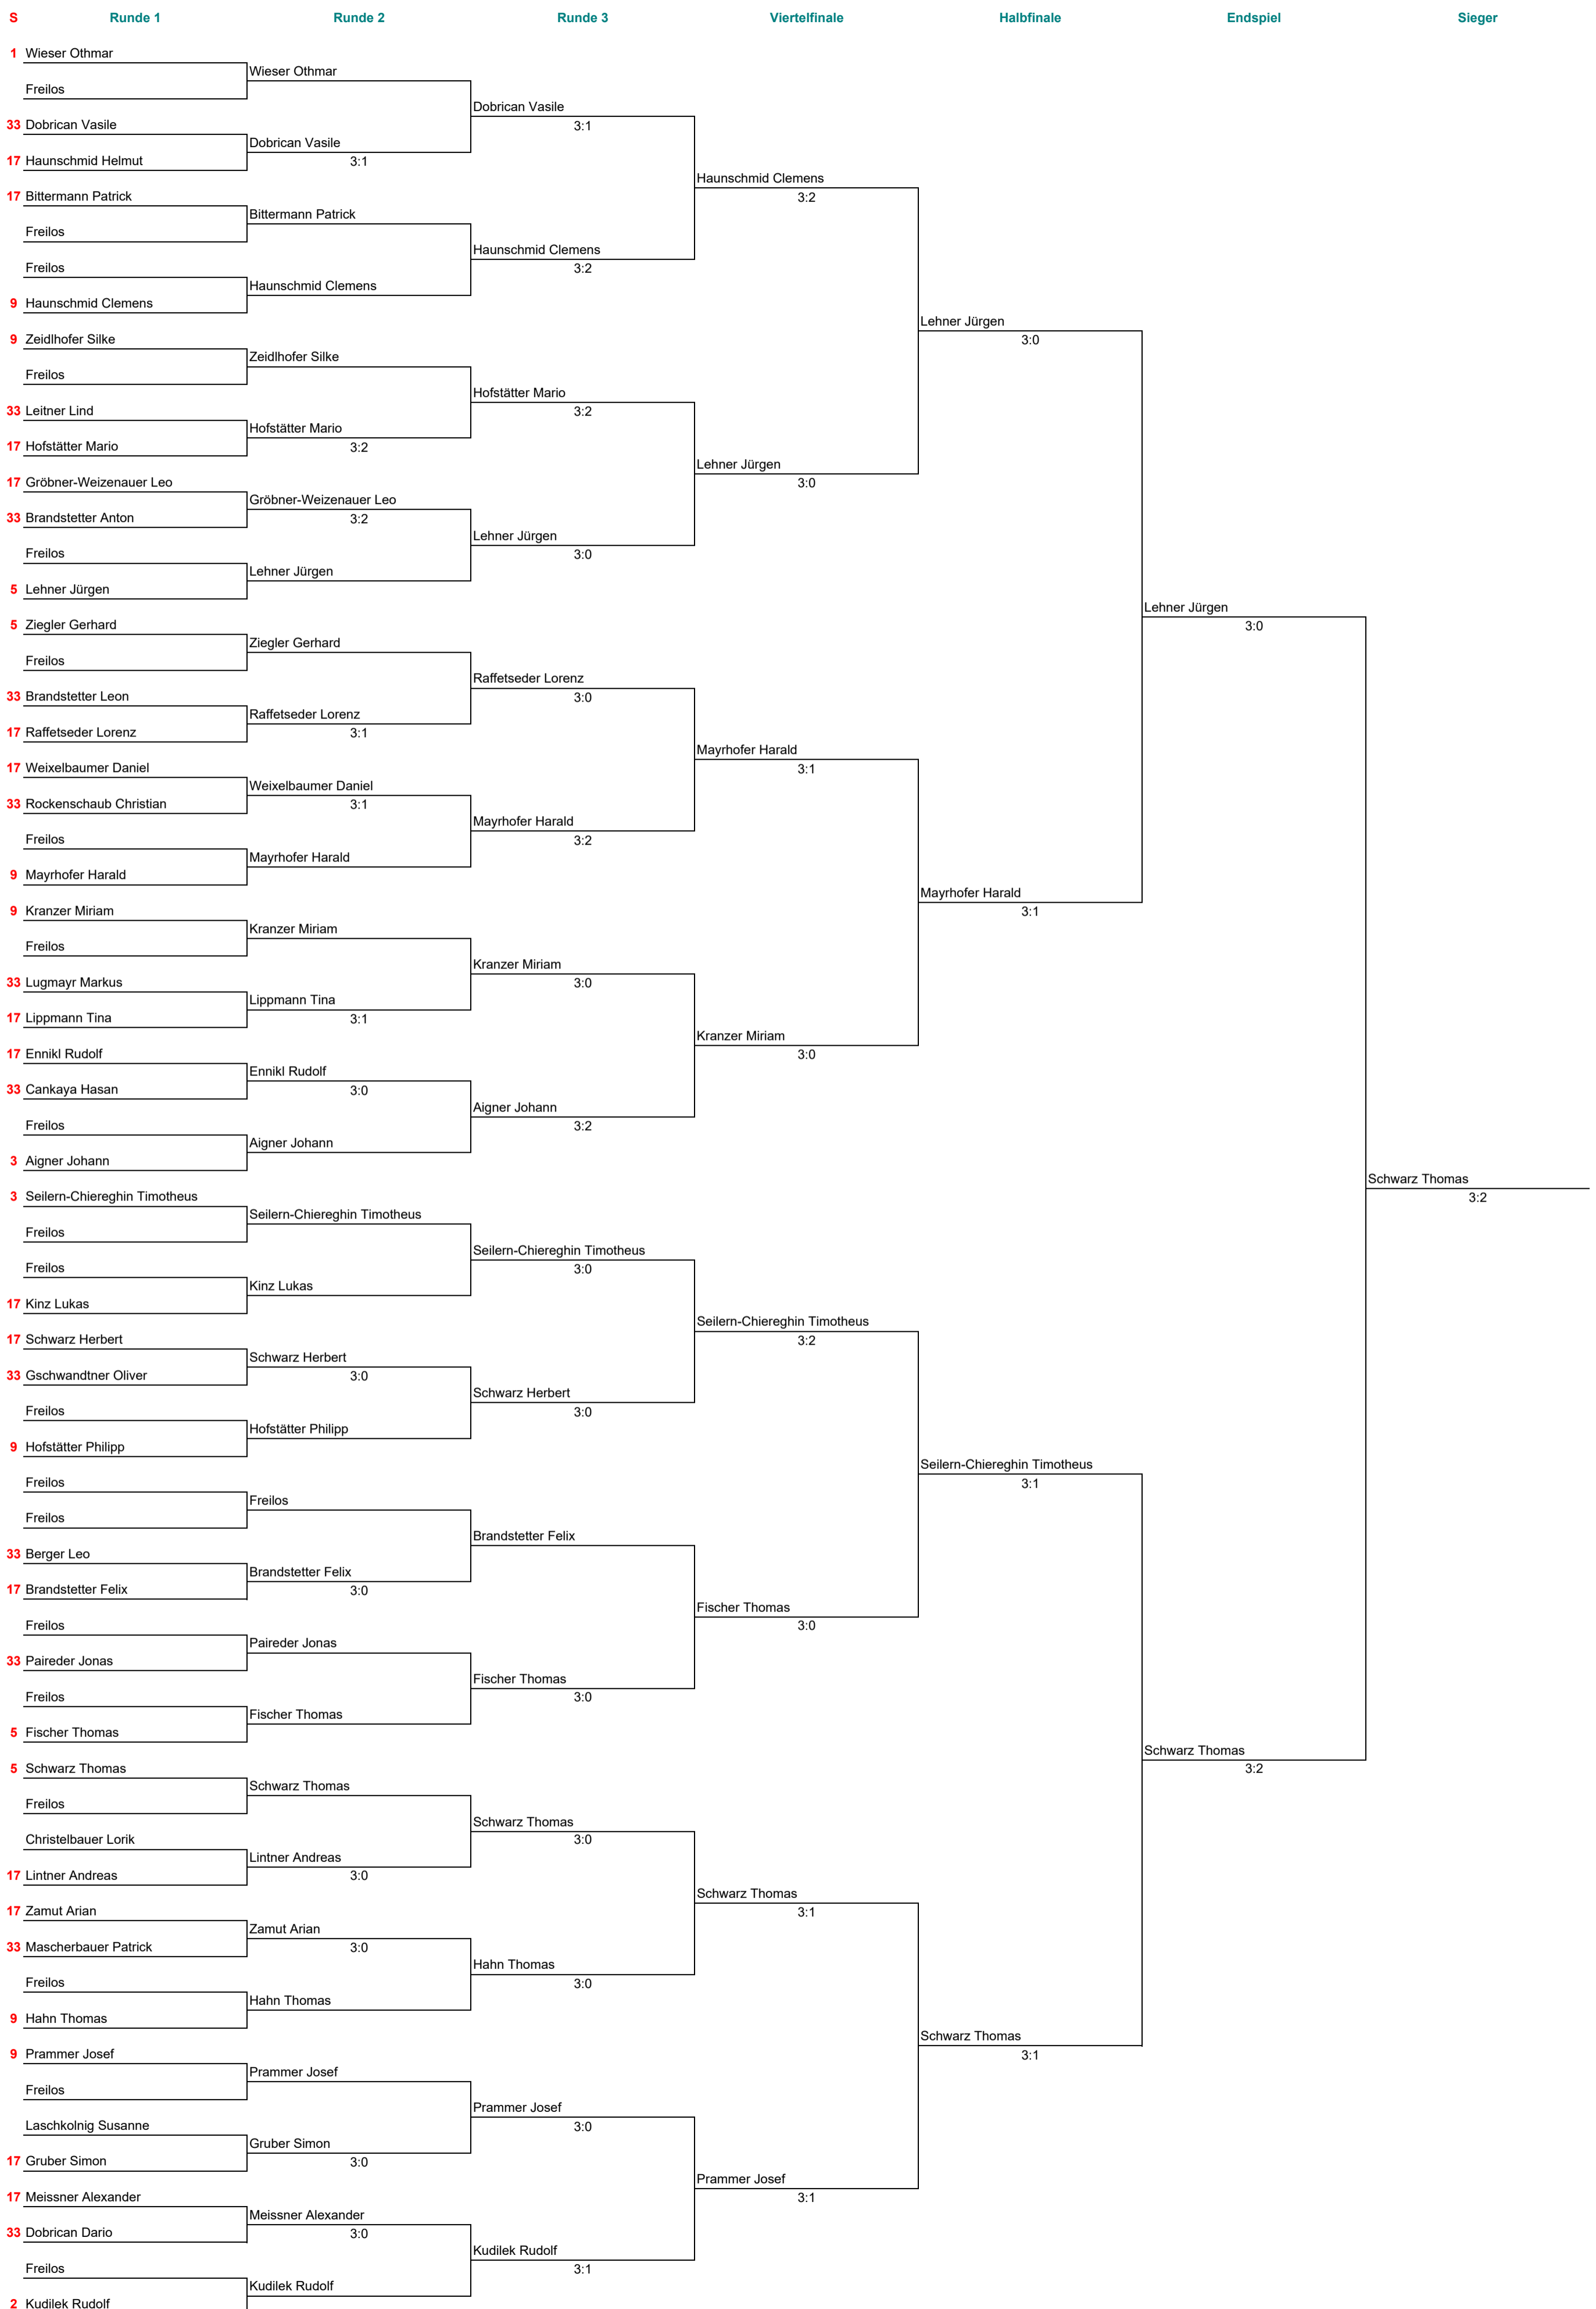 S Runde 1 Runde 2 Runde 3 Viertelfinale Halbfinale Endspiel Sieger
1 Wieser Othmar
Wieser Othmar
Freilos
Dobrican Vasile
33 Dobrican Vasile 3:1
Dobrican Vasile
17 Haunschmid Helmut 3:1
Haunschmid Clemens
17 Bittermann Patrick 3:2
Bittermann Patrick
Freilos
Haunschmid Clemens
Freilos 3:2
Haunschmid Clemens
9 Haunschmid Clemens
Lehner Jürgen
9 Zeidlhofer Silke 3:0
Zeidlhofer Silke
Freilos
Hofstätter Mario
33 Leitner Lind 3:2
Hofstätter Mario
17 Hofstätter Mario 3:2
Lehner Jürgen
17 Gröbner-Weizenauer Leo 3:0
Gröbner-Weizenauer Leo
33 Brandstetter Anton 3:2
Lehner Jürgen
Freilos 3:0
Lehner Jürgen
5 Lehner Jürgen
Lehner Jürgen
5 Ziegler Gerhard 3:0
Ziegler Gerhard
Freilos
Raffetseder Lorenz
33 Brandstetter Leon 3:0
Raffetseder Lorenz
17 Raffetseder Lorenz 3:1
Mayrhofer Harald
17 Weixelbaumer Daniel 3:1
Weixelbaumer Daniel
33 Rockenschaub Christian 3:1
Mayrhofer Harald
Freilos 3:2
Mayrhofer Harald
9 Mayrhofer Harald
Mayrhofer Harald
9 Kranzer Miriam 3:1
Kranzer Miriam
Freilos
Kranzer Miriam
33 Lugmayr Markus 3:0
Lippmann Tina
17 Lippmann Tina 3:1
Kranzer Miriam
17 Ennikl Rudolf 3:0
Ennikl Rudolf
33 Cankaya Hasan 3:0
Aigner Johann
Freilos 3:2
Aigner Johann
3 Aigner Johann
Schwarz Thomas
3 Seilern-Chiereghin Timotheus 3:2
Seilern-Chiereghin Timotheus
Freilos
Seilern-Chiereghin Timotheus
Freilos 3:0
Kinz Lukas
17 Kinz Lukas
Seilern-Chiereghin Timotheus
17 Schwarz Herbert 3:2
Schwarz Herbert
33 Gschwandtner Oliver 3:0
Schwarz Herbert
Freilos 3:0
Hofstätter Philipp
9 Hofstätter Philipp
Seilern-Chiereghin Timotheus
Freilos 3:1
Freilos
Freilos
Brandstetter Felix
33 Berger Leo
Brandstetter Felix
17 Brandstetter Felix 3:0
Fischer Thomas
Freilos 3:0
Paireder Jonas
33 Paireder Jonas
Fischer Thomas
Freilos 3:0
Fischer Thomas
5 Fischer Thomas
Schwarz Thomas
5 Schwarz Thomas 3:2
Schwarz Thomas
Freilos
Schwarz Thomas
Christelbauer Lorik 3:0
Lintner Andreas
17 Lintner Andreas 3:0
Schwarz Thomas
17 Zamut Arian 3:1
Zamut Arian
33 Mascherbauer Patrick 3:0
Hahn Thomas
Freilos 3:0
Hahn Thomas
9 Hahn Thomas
Schwarz Thomas
9 Prammer Josef 3:1
Prammer Josef
Freilos
Prammer Josef
Laschkolnig Susanne 3:0
Gruber Simon
17 Gruber Simon 3:0
Prammer Josef
17 Meissner Alexander 3:1
Meissner Alexander
33 Dobrican Dario 3:0
Kudilek Rudolf
Freilos 3:1
Kudilek Rudolf
2 Kudilek Rudolf